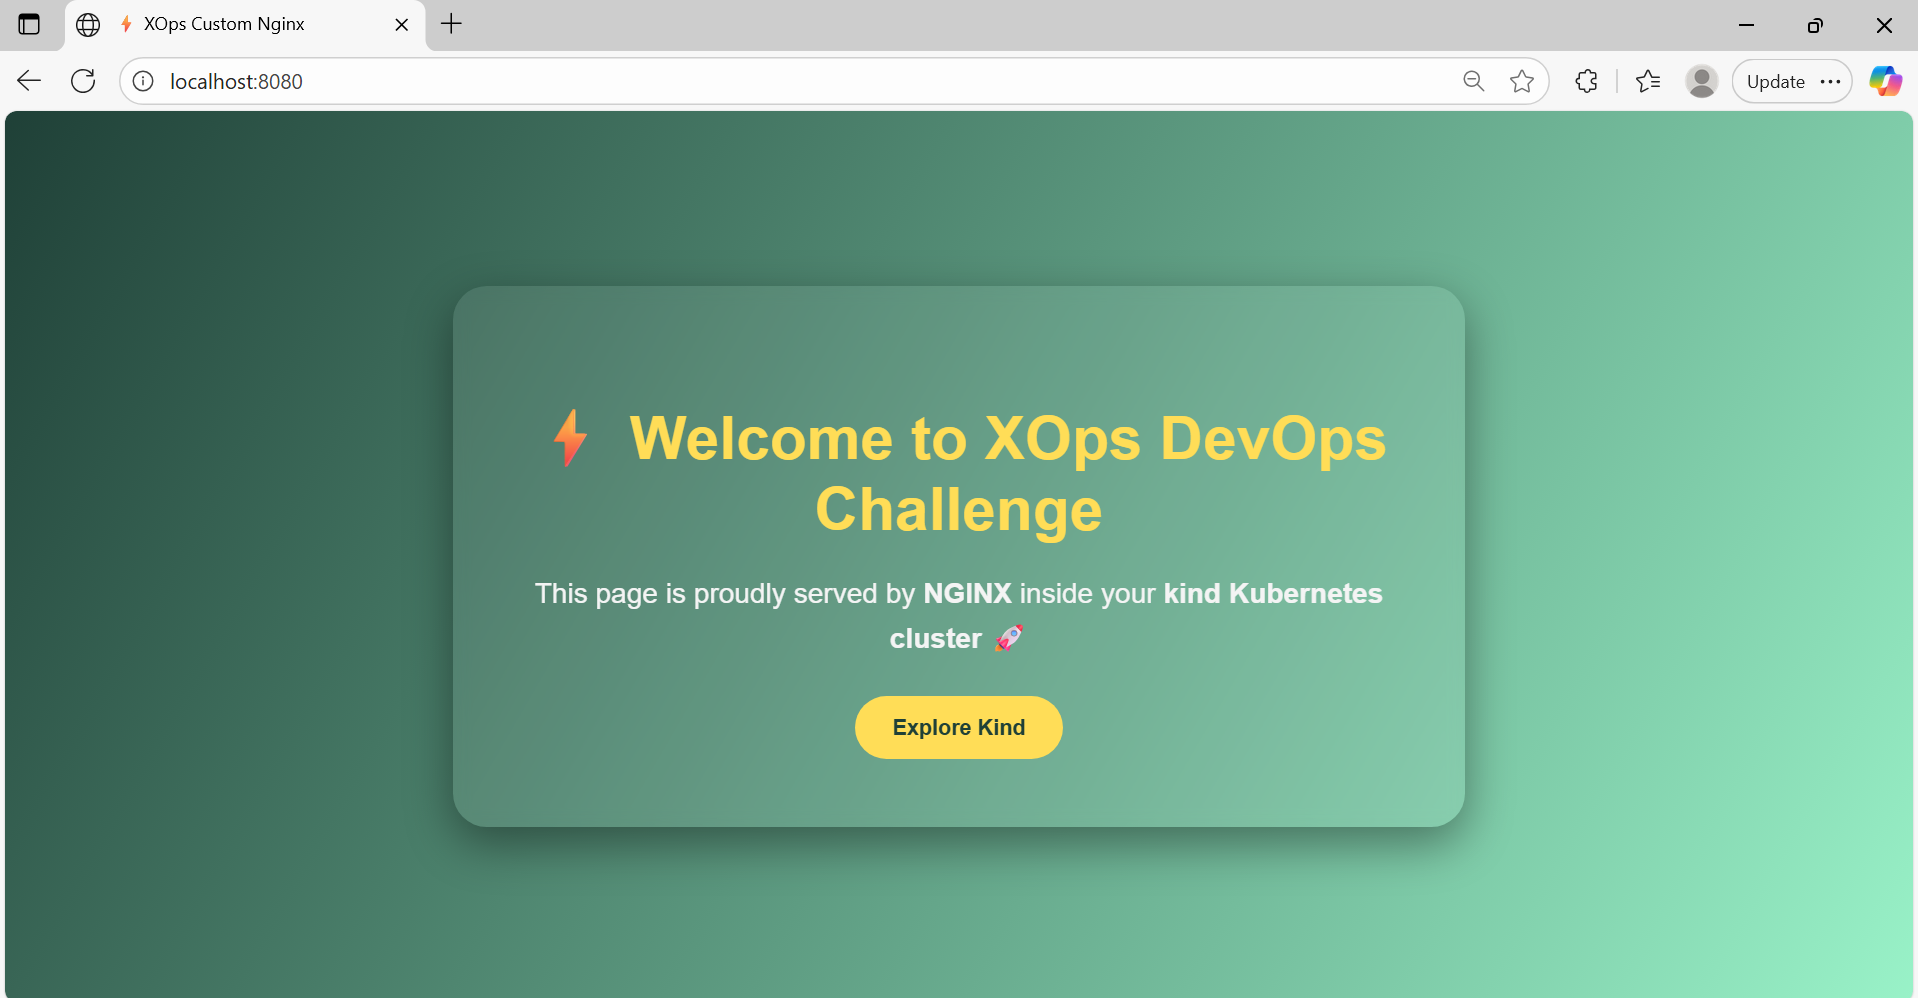 ⚡ XOps Custom Nginx
localhost:8080
Update
⚡ Welcome to XOps DevOps
Challenge
This page is proudly served by NGINX inside your kind Kubernetes
cluster 🚀
Explore Kind